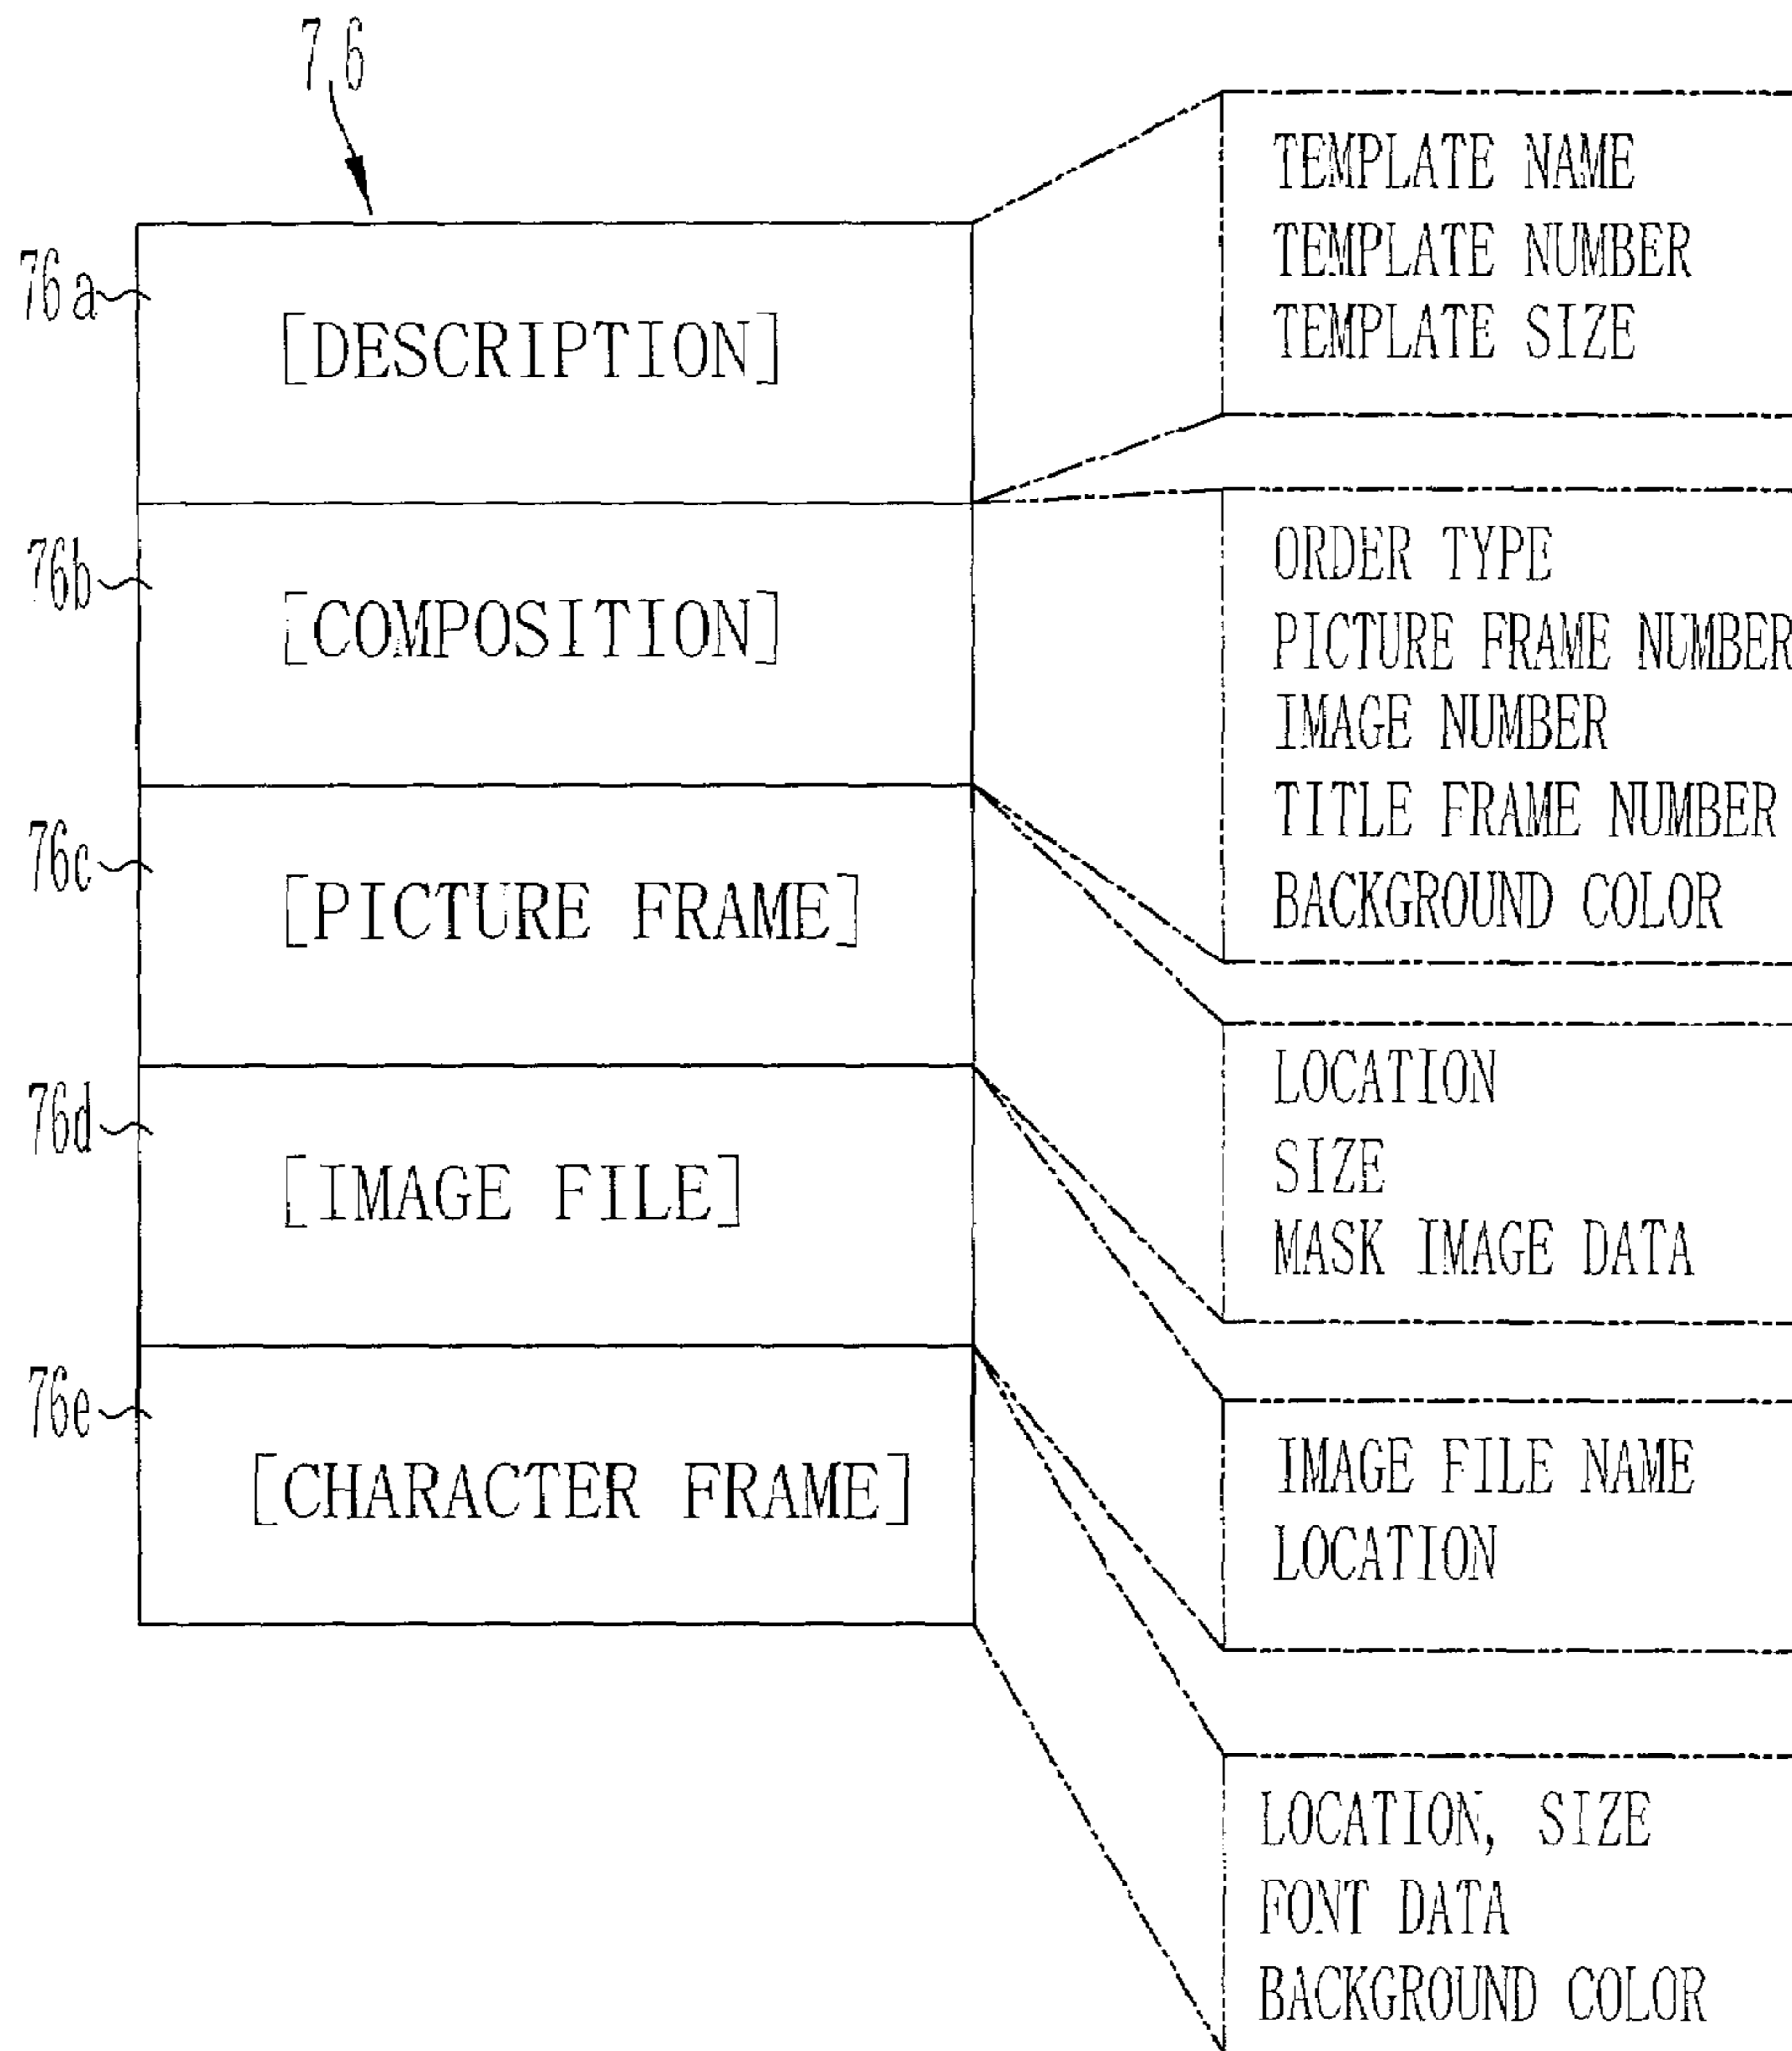 76
76a
[DESCRIPTION]
TEMPLATE NAME
TEMPLATE NUMBER
TEMPLATE SIZE
76b
[COMPOSITION]
ORDER TYPE
PICTURE FRAME NUMBER
IMAGE NUMBER
TITLE FRAME NUMBER
BACKGROUND COLOR
76c
[PICTURE FRAME]
LOCATION
SIZE
MASK IMAGE DATA
76d
[IMAGE FILE]
IMAGE FILE NAME
LOCATION
76e
[CHARACTER FRAME]
LOCATION, SIZE
FONT DATA
BACKGROUND COLOR